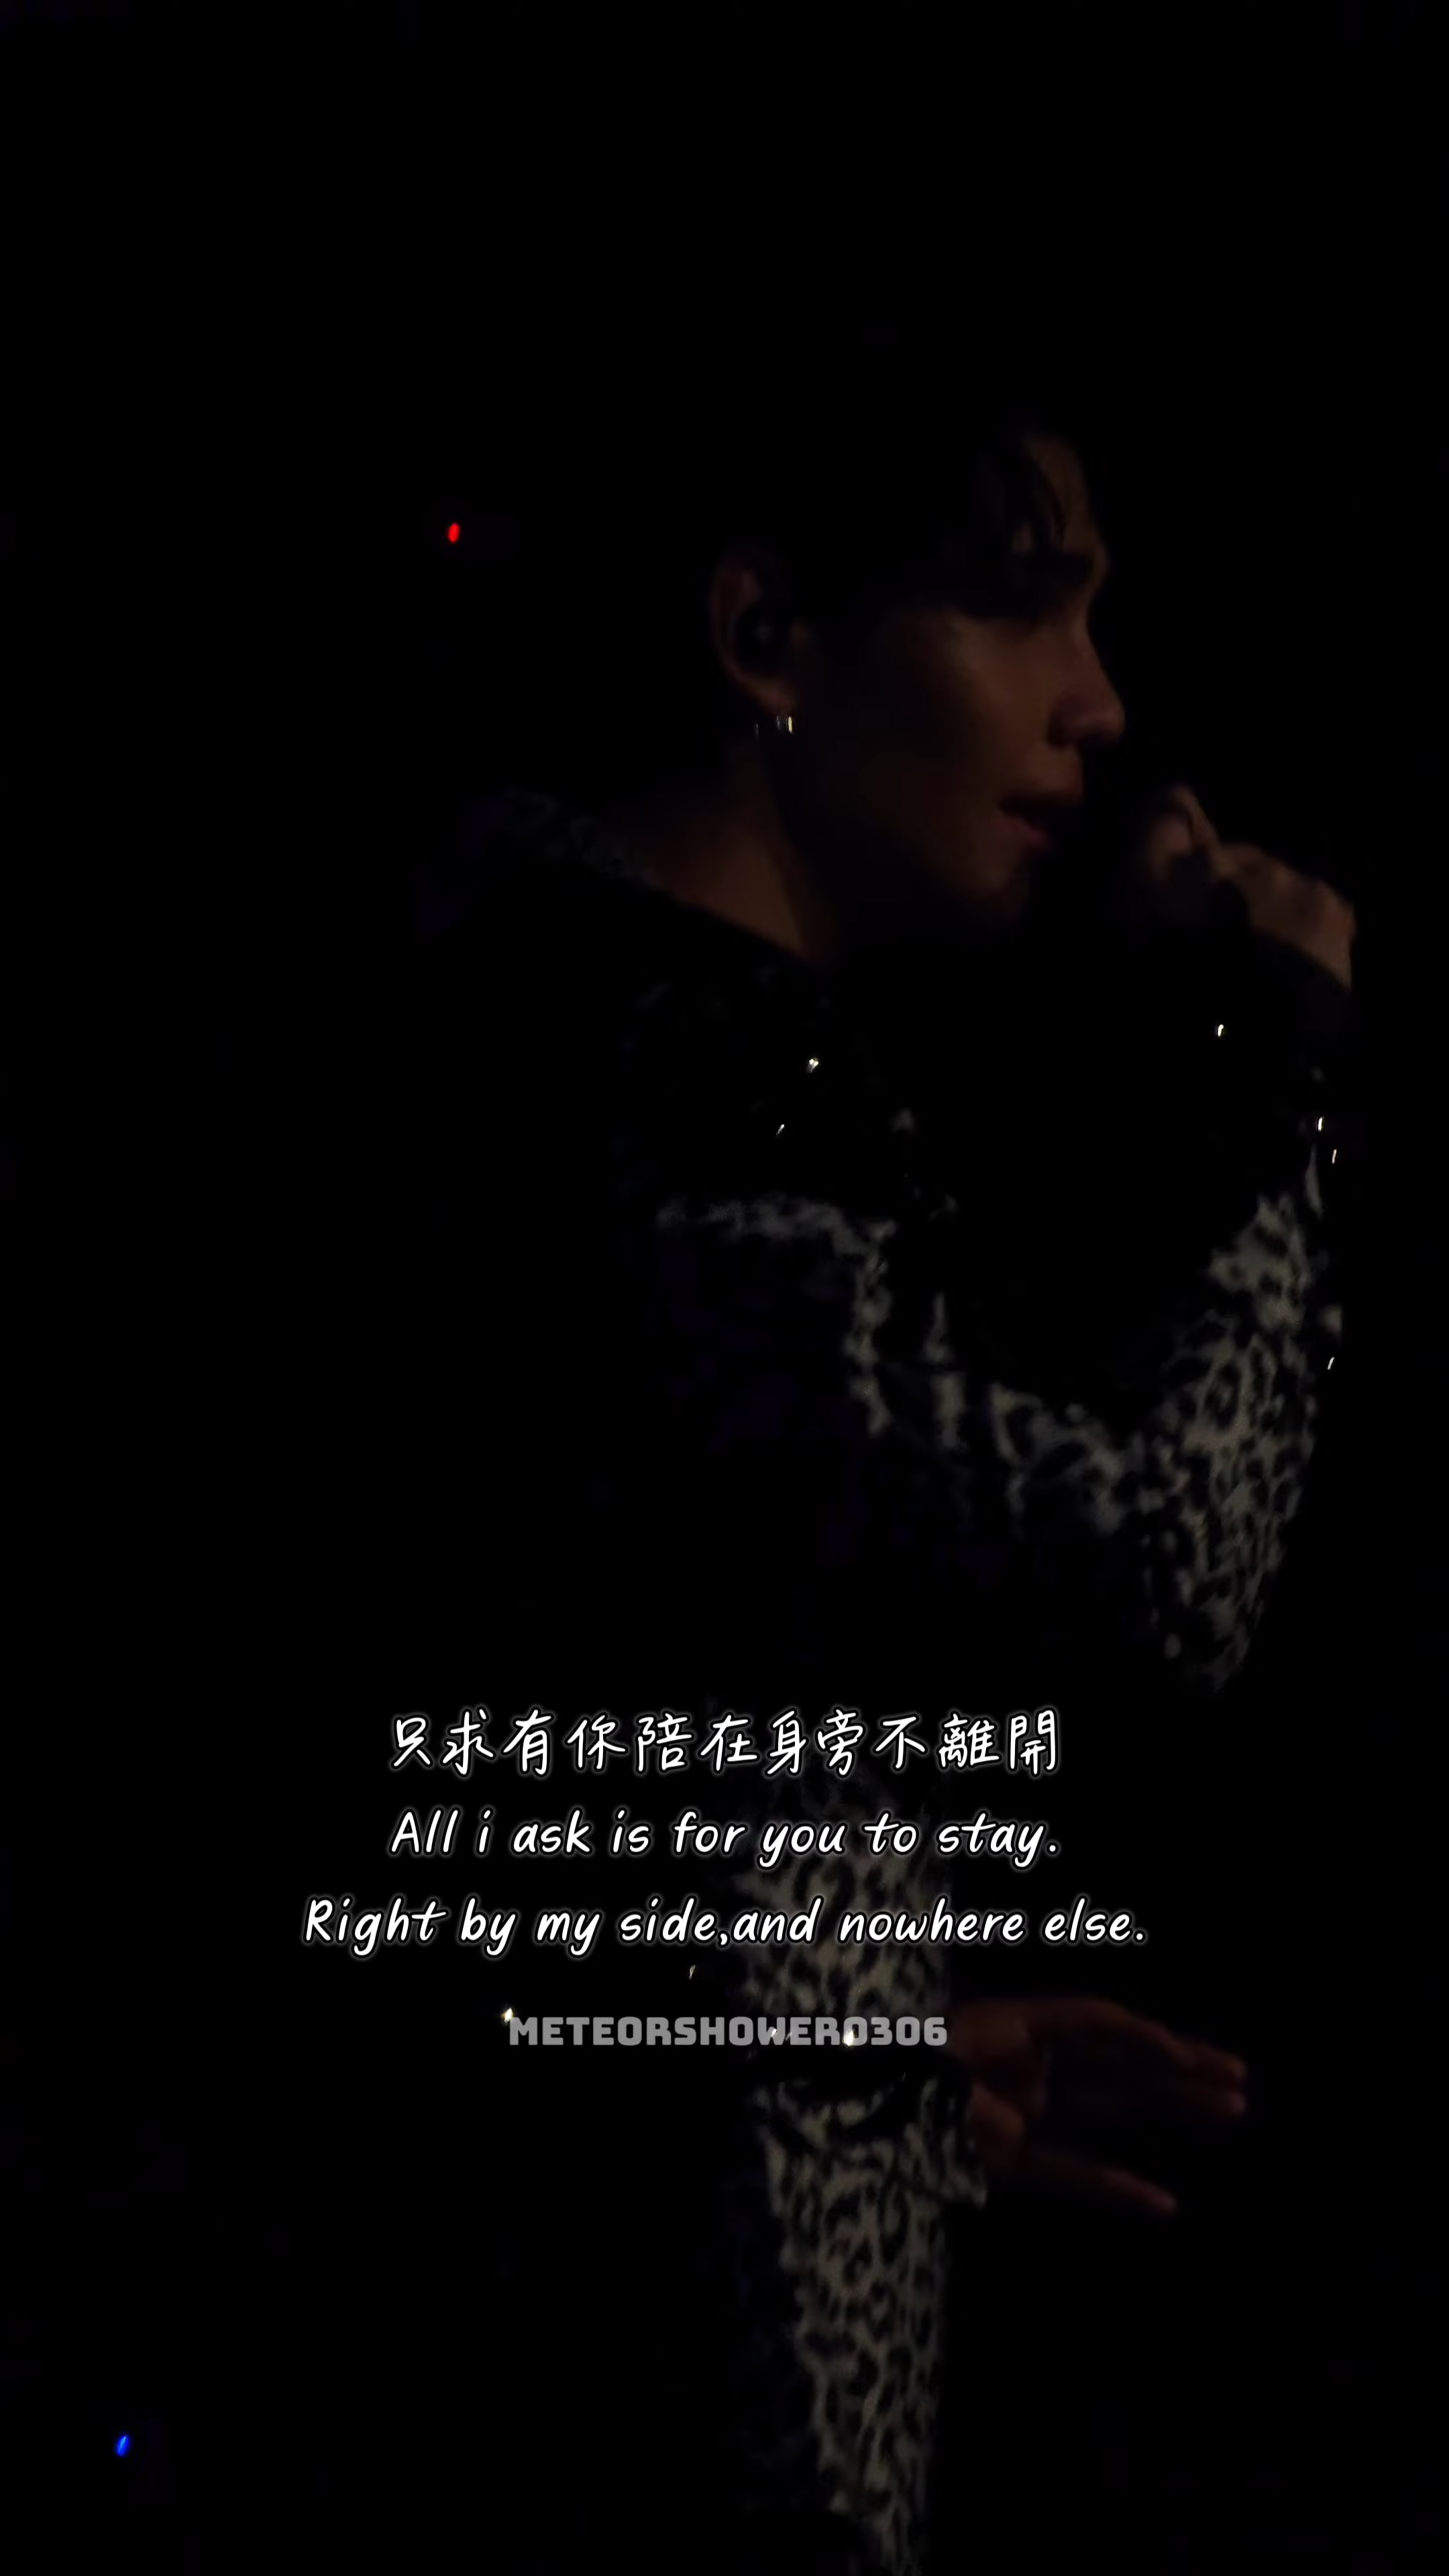 只求有你陪在身旁不離開
All i ask is for you to stay.
Right by my side,and nowhere else.
METEORSHOWER0306